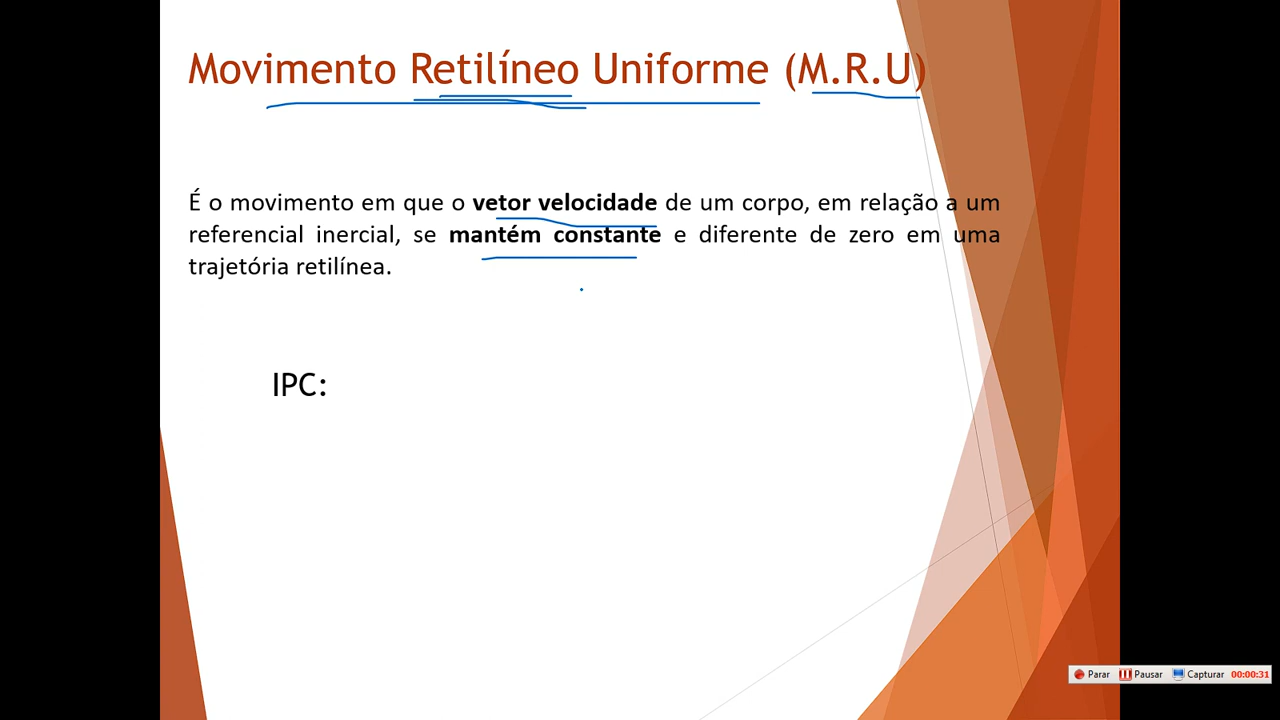 Movimento Retilíneo Uniforme (M.R.U)
É o movimento em que o vetor velocidade de um corpo, em relação a um
referencial inercial, se mantém constante e diferente de zero em uma
trajetória retilínea.
IPC:
Parar Pausar Capturar 00:00:31